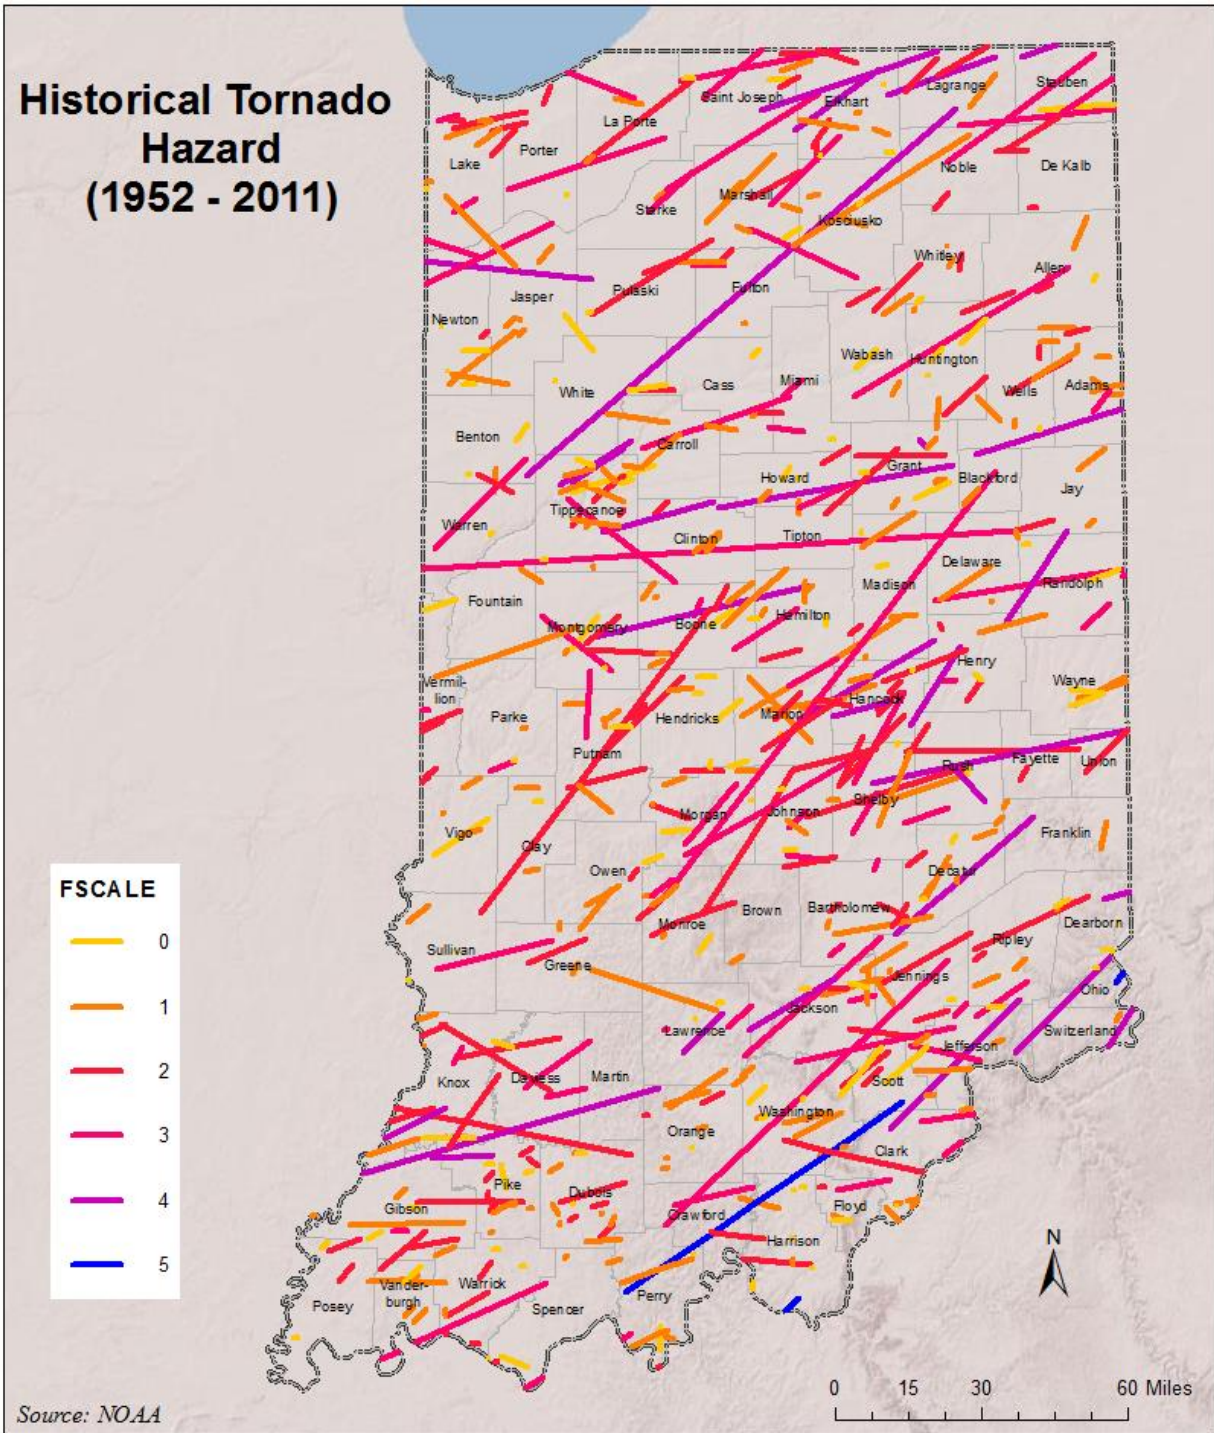 Historical Tornado
Hazard
(1952 - 2011)
Saint Joseph
Elkhart
Lagrange
Steuben
La Porte
Porter
Lake
Noble
De Kalb
Marshall
Starke
Kosciusko
Whitley
Allen
Jasper
Pulaski
Fulton
Newton
Wabash
Huntington
White
Cass
Miami
Wells
Adams
Benton
Carroll
Howard
Grant
Blackford
Jay
Tippecanoe
Warren
Clinton
Tipton
Delaware
Madison
Randolph
Fountain
Montgomery
Boone
Hamilton
Henry
Vermil-
lion
Wayne
Parke
Hendricks
Marion
Hancock
Putnam
Rush
Fayette
Union
Morgan
Johnson
Shelby
Vigo
Clay
Franklin
Owen
Decatur
Monroe
Brown
Bartholomew
Dearborn
Sullivan
Greene
Ripley
Jennings
Ohio
Jackson
Lawrence
Switzerland
Jefferson
Knox
Daviess
Martin
Scott
Orange
Washington
Clark
Pike
Dubois
Gibson
Crawford
Floyd
Harrison
Posey
Vander-
burgh
Warrick
Spencer
Perry
FSCALE
0
1
2
3
4
5
N
0 15 30 60 Miles
Source: NOAA